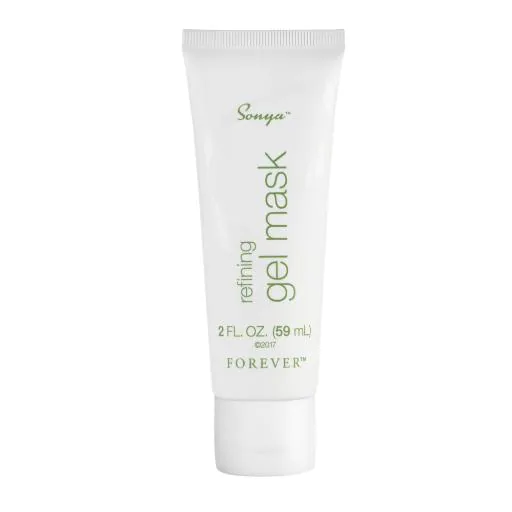 Sonya™
refining
gel mask
2 FL. OZ. (59 mL)
©2017
FOREVER™